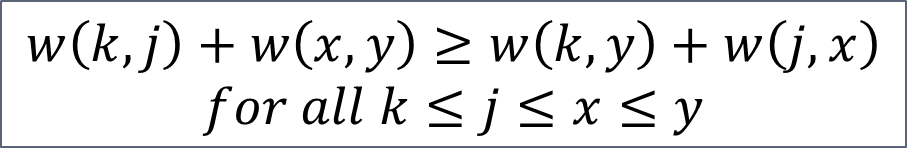 w(k, j) + w(x, y) ≥ w(k, y) + w(j, x)
for all k ≤ j ≤ x ≤ y